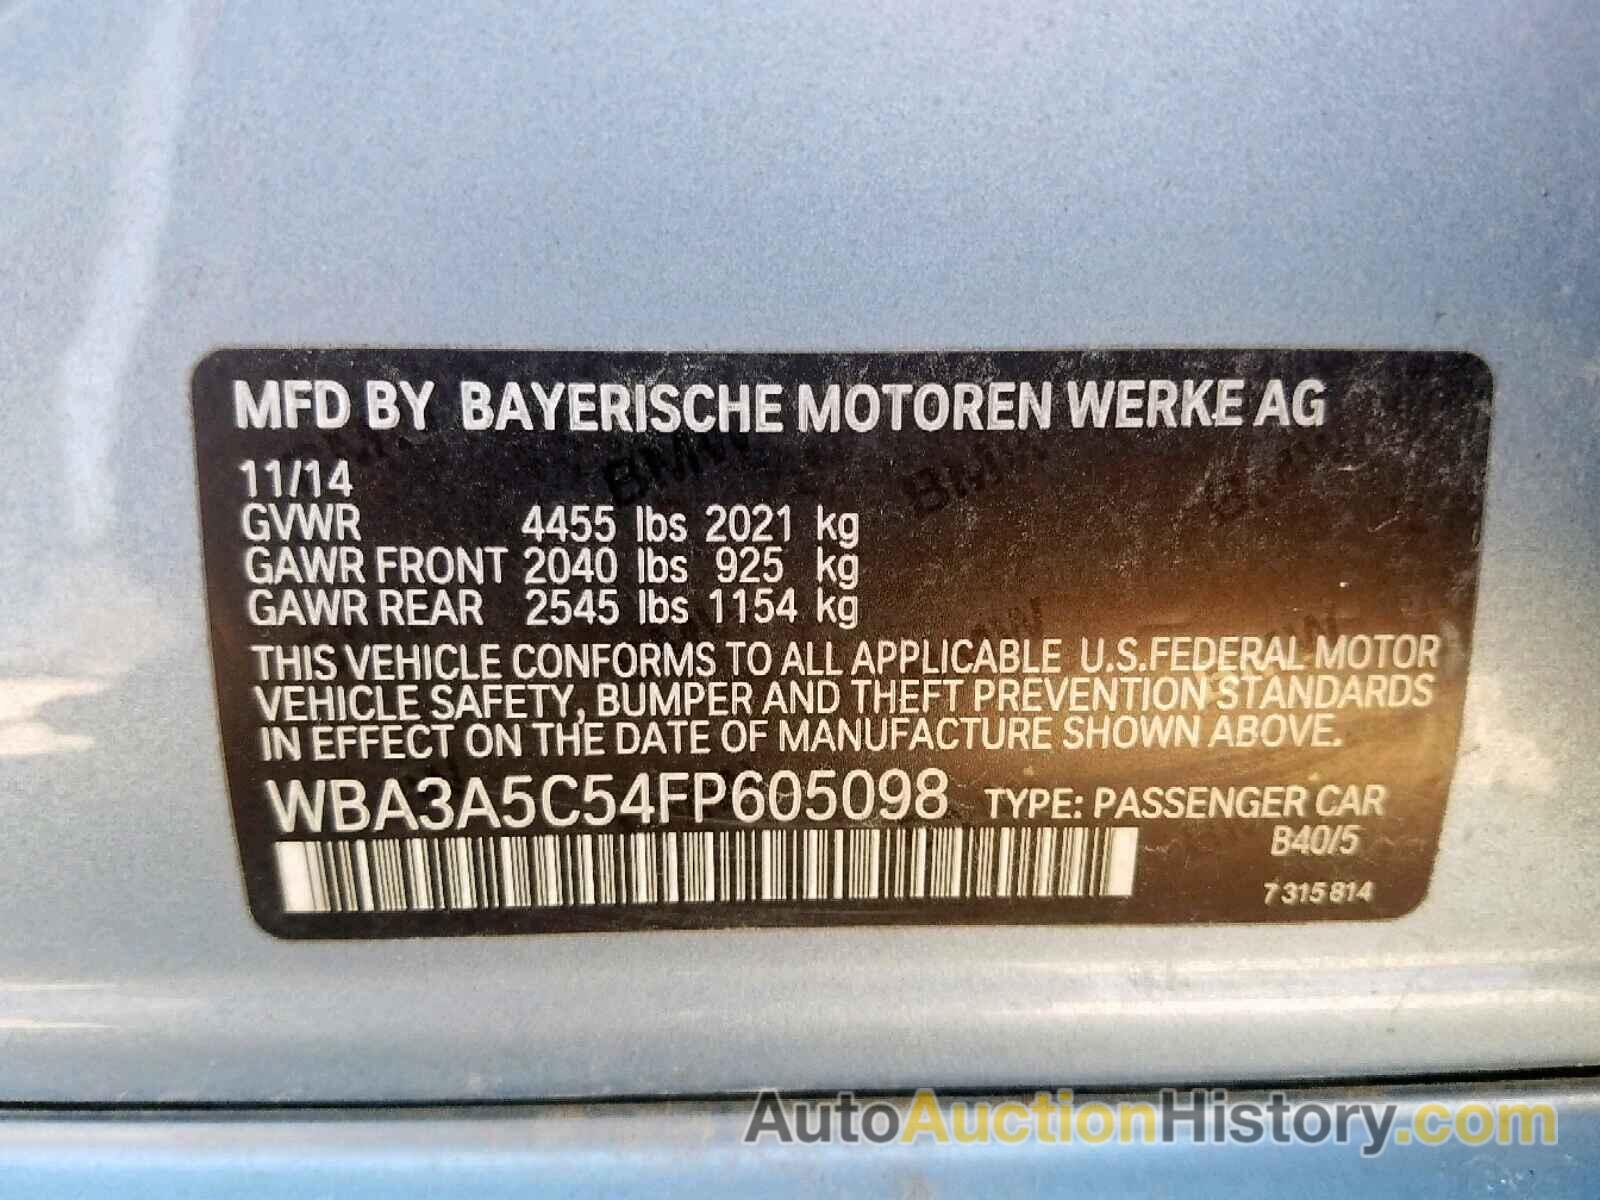 MFD BY BAYERISCHE MOTOREN WERKE AG
11/14
GVWR 4455 lbs 2021 kg
GAWR FRONT 2040 lbs 925 kg
GAWR REAR 2545 lbs 1154 kg
THIS VEHICLE CONFORMS TO ALL APPLICABLE U.S.FEDERAL MOTOR
VEHICLE SAFETY, BUMPER AND THEFT PREVENTION STANDARDS
IN EFFECT ON THE DATE OF MANUFACTURE SHOWN ABOVE.
WBA3A5C54FP605098 TYPE: PASSENGER CAR
B40/5
7 315 814
AutoAuctionHistory.com